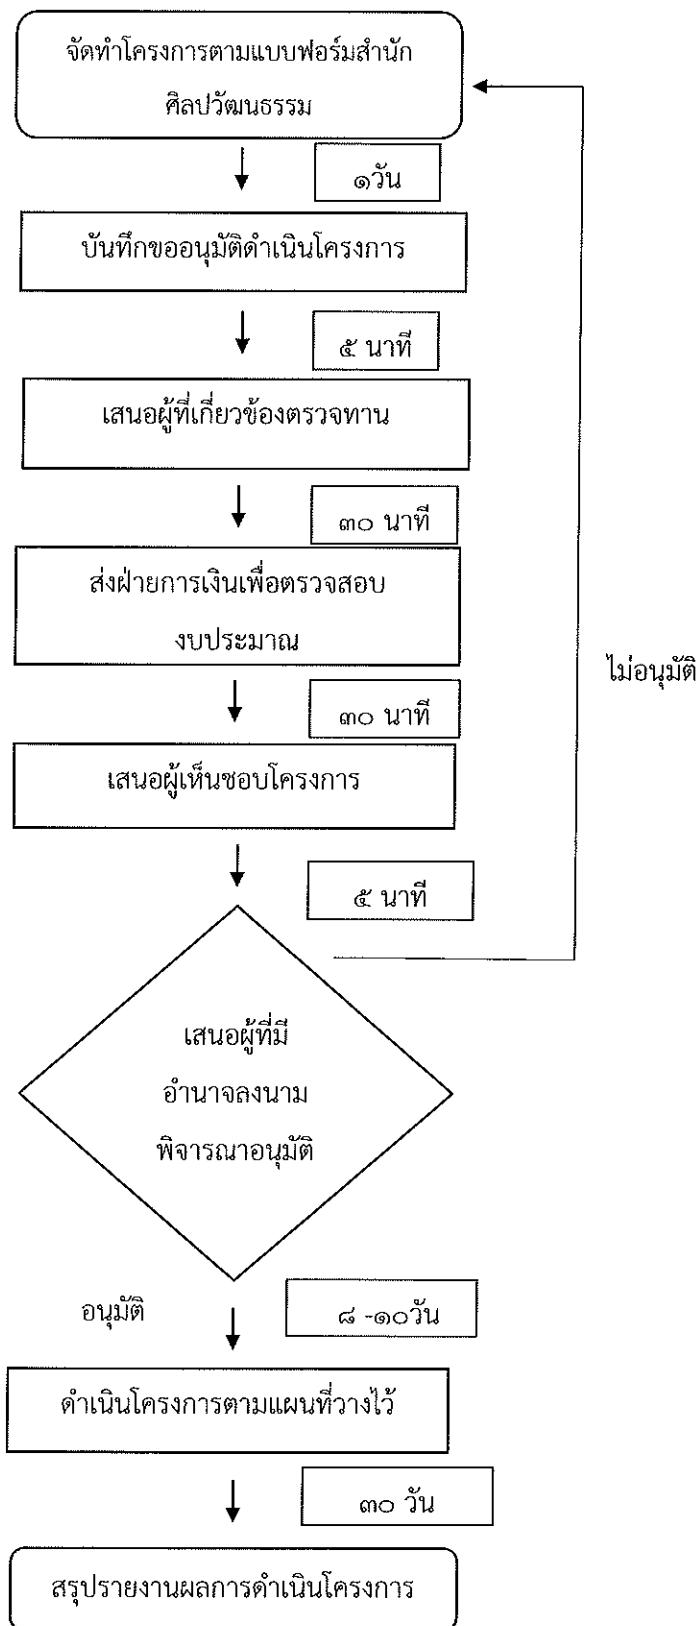 จัดทำโครงการตามแบบฟอร์มสำนัก
ศิลปวัฒนธรรม
๑วัน
บันทึกขออนุมัติดำเนินโครงการ
๕ นาที
เสนอผู้ที่เกี่ยวข้องตรวจทาน
๓๐ นาที
ส่งฝ่ายการเงินเพื่อตรวจสอบ
งบประมาณ
ไม่อนุมัติ
๓๐ นาที
เสนอผู้เห็นชอบโครงการ
๕ นาที
เสนอผู้ที่มี
อำนาจลงนาม
พิจารณาอนุมัติ
อนุมัติ
๘ -๑๐วัน
ดำเนินโครงการตามแผนที่วางไว้
๓๐ วัน
สรุปรายงานผลการดำเนินโครงการ